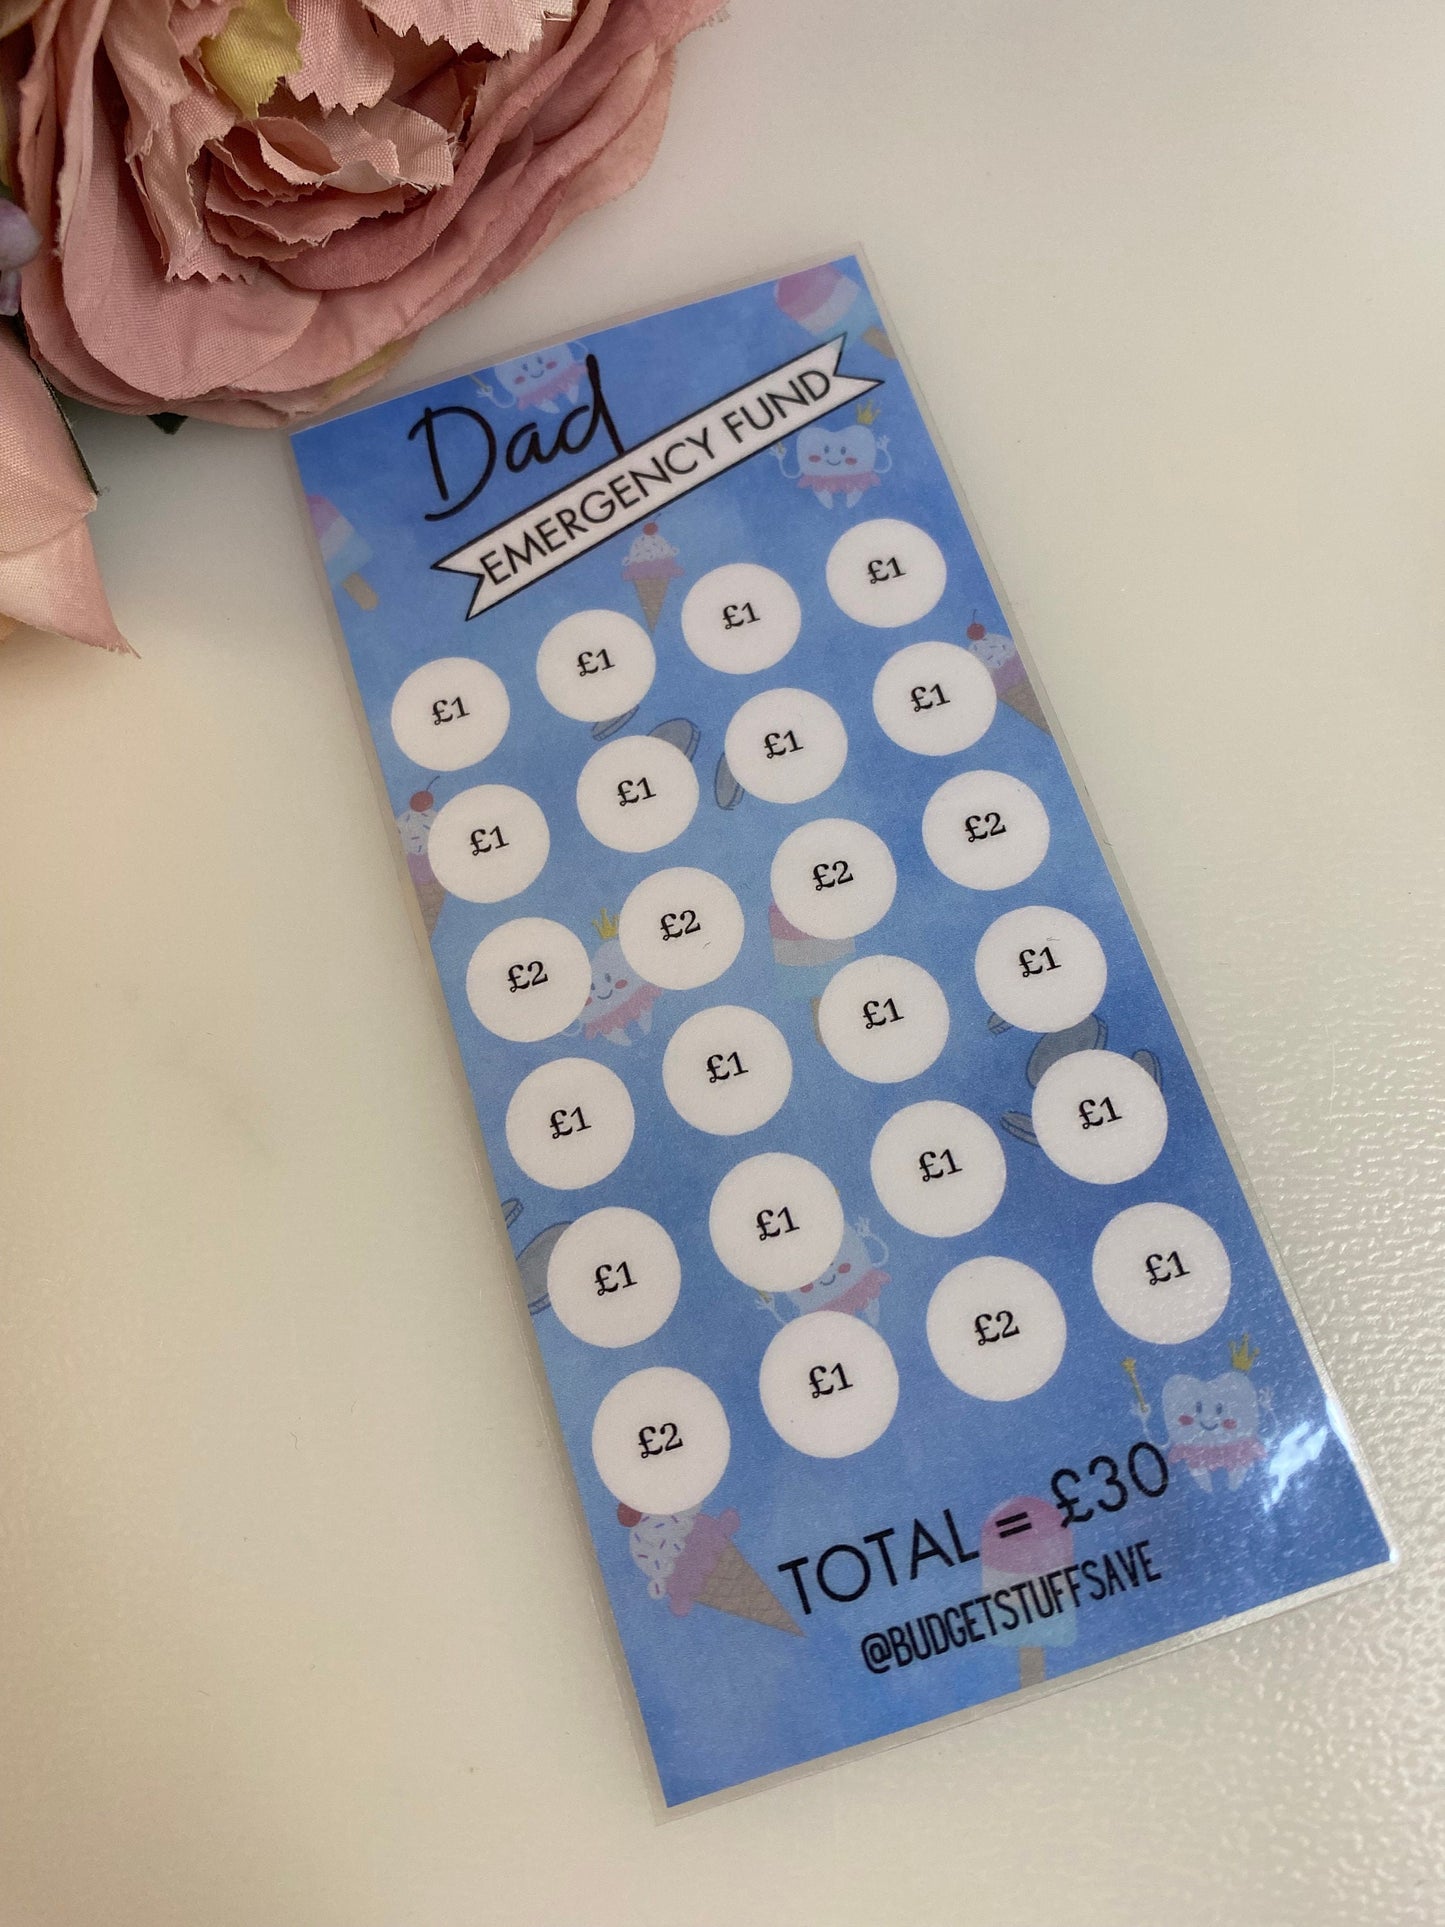 Dad
EMERGENCY FUND
£1 £1 £1 £1
£1 £1 £1 £1
£2 £2 £2 £2
£1 £1 £1 £1
£1 £1 £1 £1
£2 £1 £2 £1
TOTAL = £30
@BUDGETSTUFFSAVE